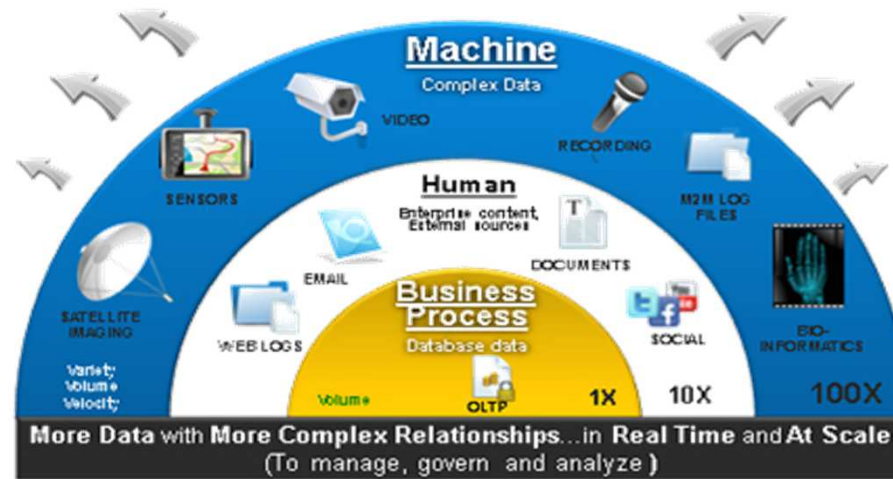 Machine
Complex Data
VIDEO
RECORDING
SENSORS
M2M LOG
FILES
SATELLITE
IMAGING
BIO-
INFORMATICS
Variety
Volume
Velocity
100X
Human
Enterprise content,
External sources
EMAIL
T
DOCUMENTS
WEB LOGS
You
SOCIAL
10X
Business
Process
Database data
Volume
OLTP
1X
More Data with More Complex Relationships...in Real Time and At Scale
(To manage, govern and analyze )